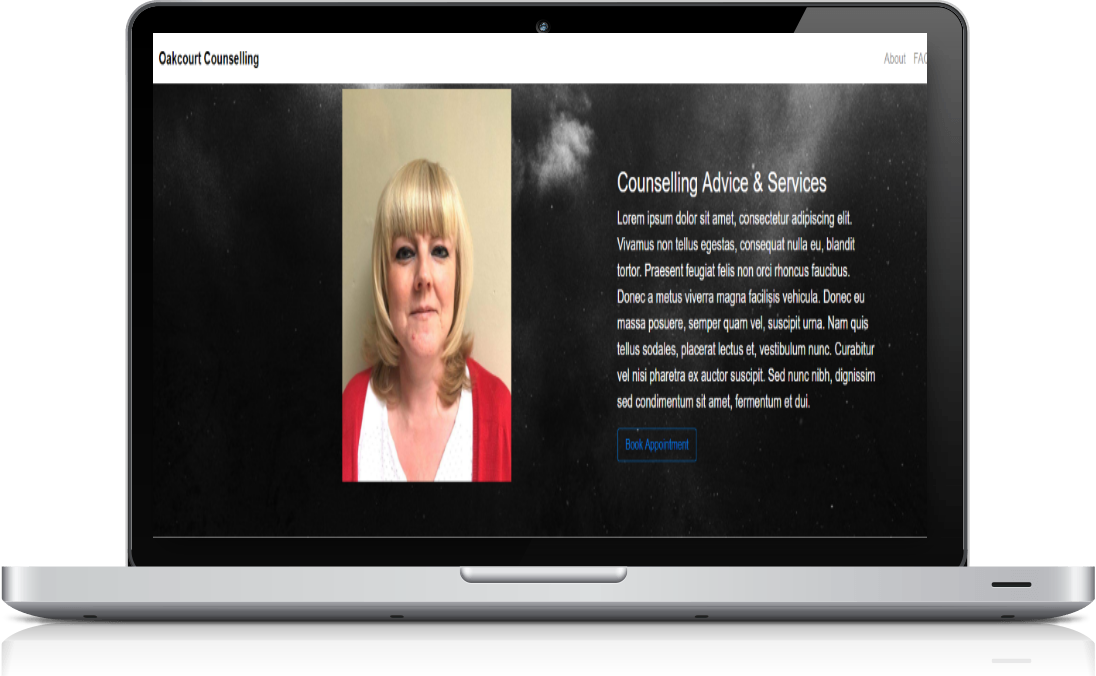 Oakcourt Counselling
About FAQ
Counselling Advice & Services
Lorem ipsum dolor sit amet, consectetur adipiscing elit.
Vivamus non tellus egestas, consequat nulla eu, blandit
tortor. Praesent feugiat felis non orci rhoncus faucibus.
Donec a metus viverra magna facilisis vehicula. Donec eu
massa posuere, semper quam vel, suscipit urna. Nam quis
tellus sodales, placerat lectus et, vestibulum nunc. Curabitur
vel nisi pharetra ex auctor suscipit. Sed nunc nibh, dignissim
sed condimentum sit amet, fermentum et dui.
Book Appointment